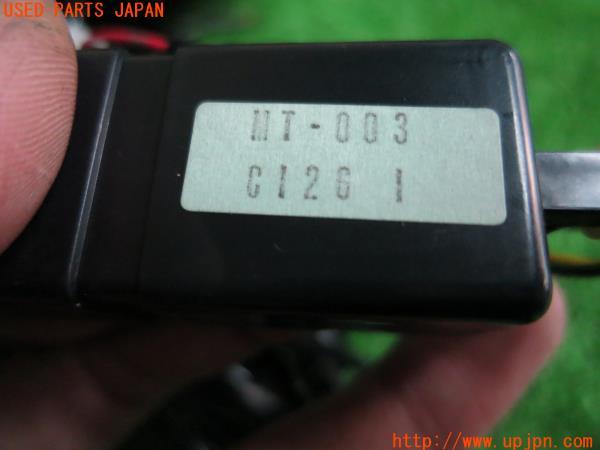 USED-PARTS JAPAN
MT-003
C126 1
http://www.upjpn.com/